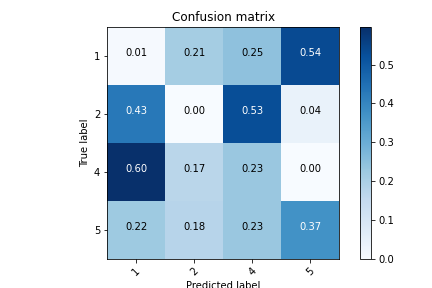 Confusion matrix
True label
1 0.01 0.21 0.25 0.54
2 0.43 0.00 0.53 0.04
4 0.60 0.17 0.23 0.00
5 0.22 0.18 0.23 0.37
1 2 4 5
Predicted label
0.5
0.4
0.3
0.2
0.1
0.0